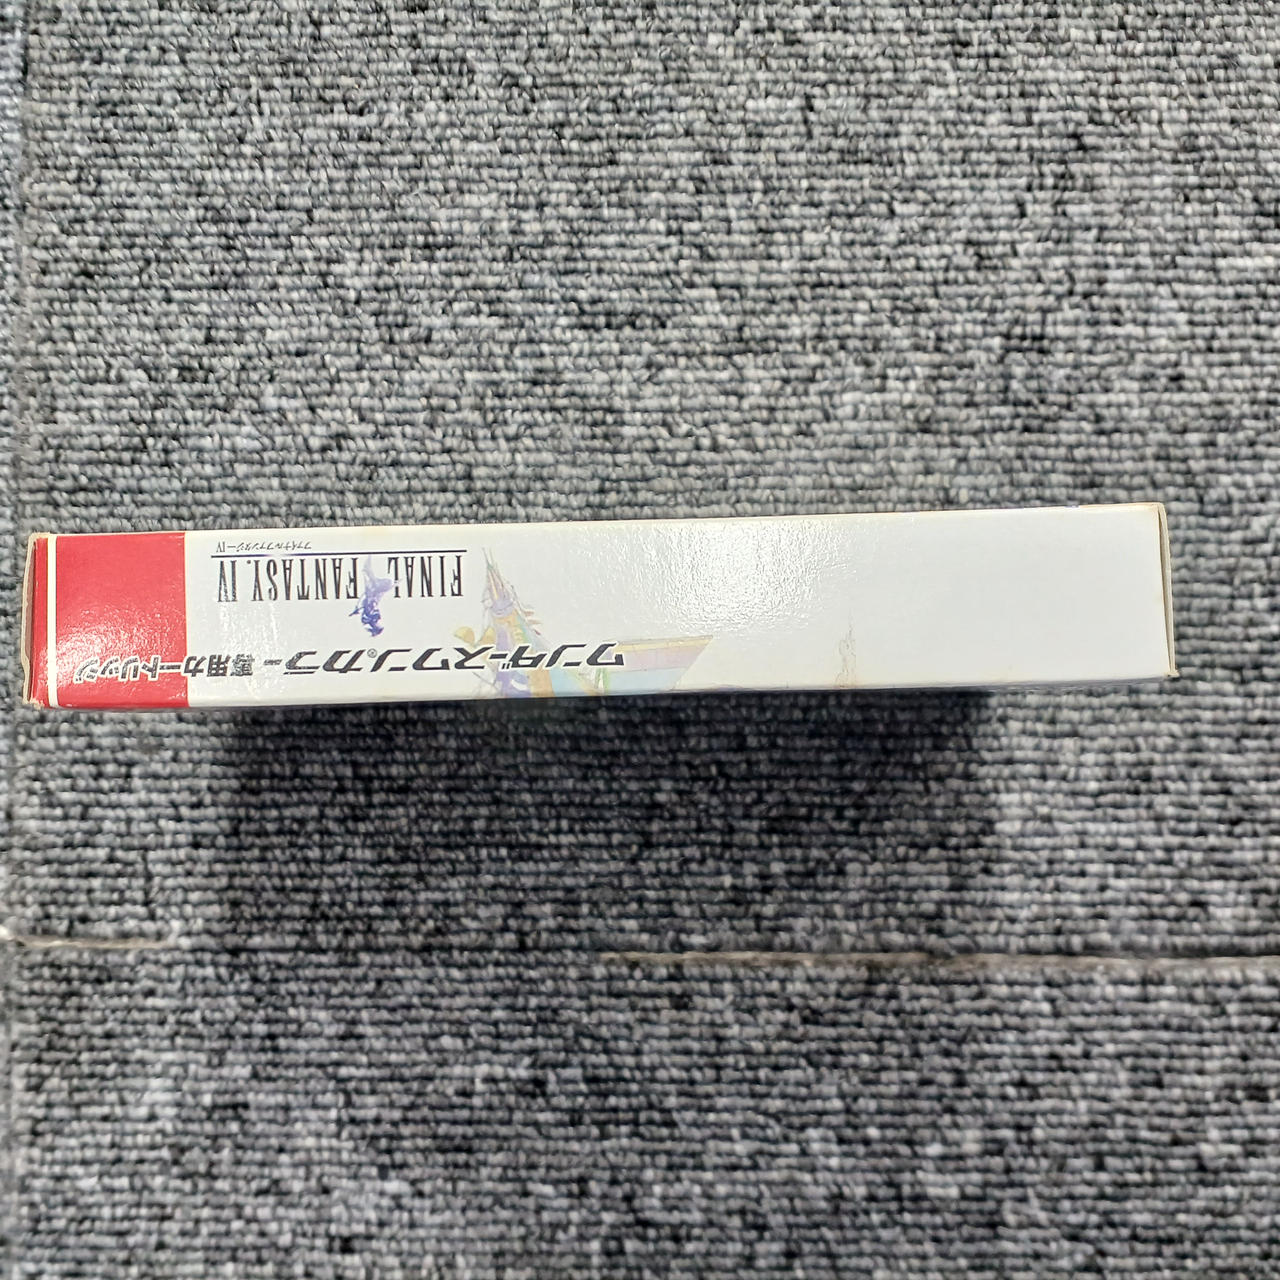 ワンダースワン®カラー 専用カートリッジ
FINAL FANTASY. IV
ファイナルファンタジーIV